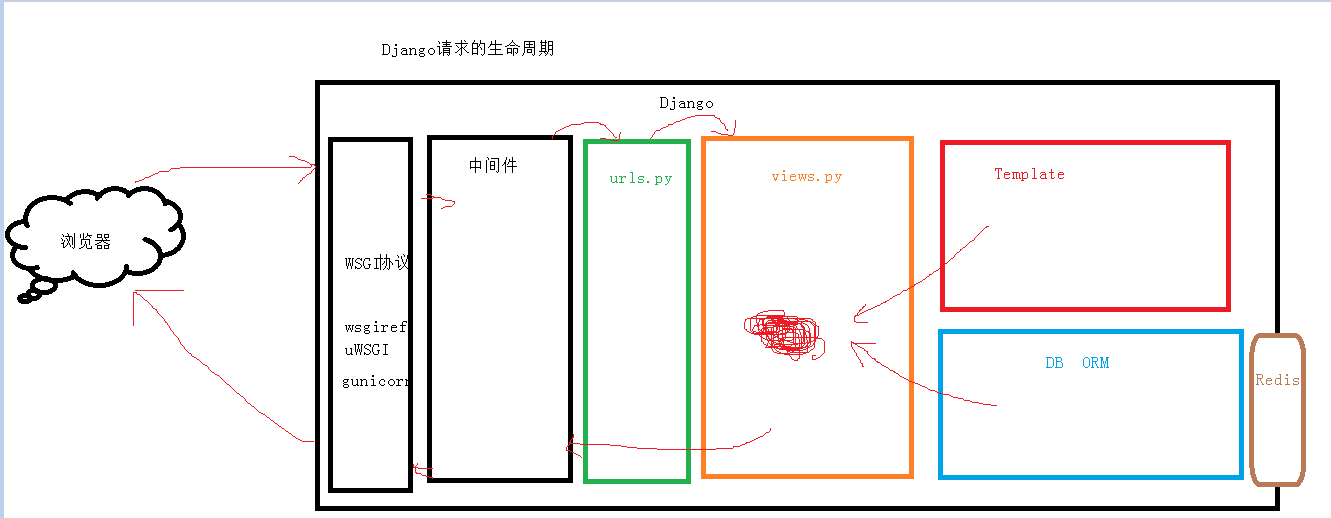 Django请求的生命周期
Django
浏览器
WSGI协议
wsgiref
uWSGI
gunicorn
中间件
urls.py
views.py
Template
DB ORM
Redis